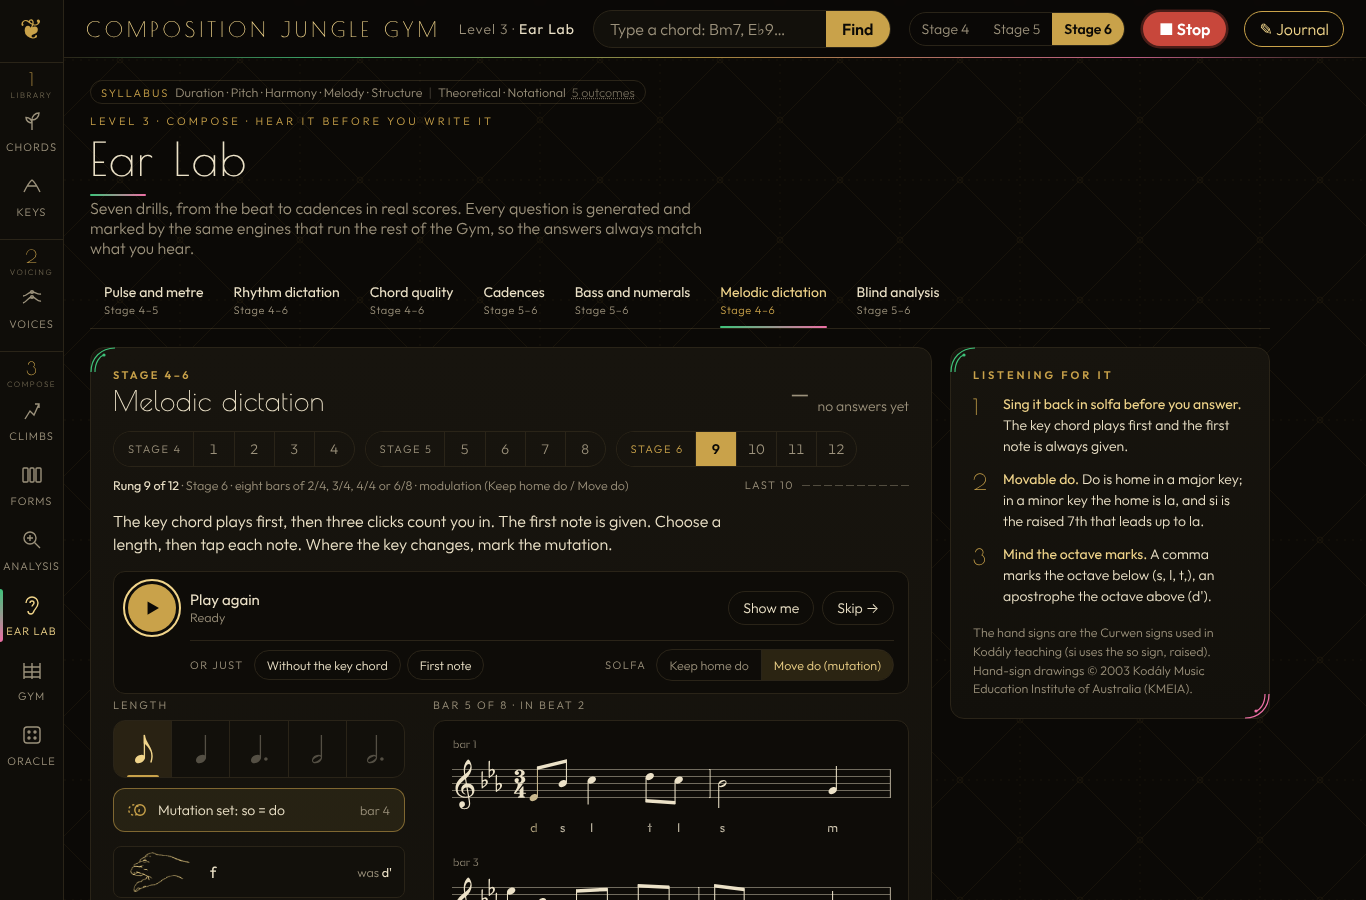 COMPOSITION JUNGLE GYM
Level 3 · Ear Lab
Type a chord: Bm7, E♭9...
Find
Stage 4
Stage 5
Stage 6
Stop
✎ Journal
1
LIBRARY
CHORDS
KEYS
2
VOICING
VOICES
3
COMPOSE
CLIMBS
FORMS
ANALYSIS
EAR LAB
GYM
ORACLE
SYLLABUS Duration · Pitch · Harmony · Melody · Structure | Theoretical · Notational 5 outcomes
LEVEL 3 · COMPOSE · HEAR IT BEFORE YOU WRITE IT
Ear Lab
Seven drills, from the beat to cadences in real scores. Every question is generated and
marked by the same engines that run the rest of the Gym, so the answers always match
what you hear.
Pulse and metre
Stage 4–5
Rhythm dictation
Stage 4–6
Chord quality
Stage 4–6
Cadences
Stage 5–6
Bass and numerals
Stage 5–6
Melodic dictation
Stage 4–6
Blind analysis
Stage 5–6
STAGE 4–6
Melodic dictation
— no answers yet
STAGE 4 1 2 3 4
STAGE 5 5 6 7 8
STAGE 6 9 10 11 12
Rung 9 of 12 · Stage 6 · eight bars of 2/4, 3/4, 4/4 or 6/8 · modulation (Keep home do / Move do)
LAST 10 — — — — — — — — — —
The key chord plays first, then three clicks count you in. The first note is given. Choose a
length, then tap each note. Where the key changes, mark the mutation.
Play again
Ready
Show me
Skip →
OR JUST
Without the key chord
First note
SOLFA
Keep home do
Move do (mutation)
LENGTH
Mutation set: so = do
bar 4
f
was d'
BAR 5 OF 8 · IN BEAT 2
bar 1
3
4
d s l t l s m
bar 3
LISTENING FOR IT
1 Sing it back in solfa before you answer.
The key chord plays first and the first
note is always given.
2 Movable do. Do is home in a major key;
in a minor key the home is la, and si is
the raised 7th that leads up to la.
3 Mind the octave marks. A comma
marks the octave below (s, l, t,), an
apostrophe the octave above (d').
The hand signs are the Curwen signs used in
Kodály teaching (si uses the so sign, raised).
Hand-sign drawings © 2003 Kodály Music
Education Institute of Australia (KMEIA).